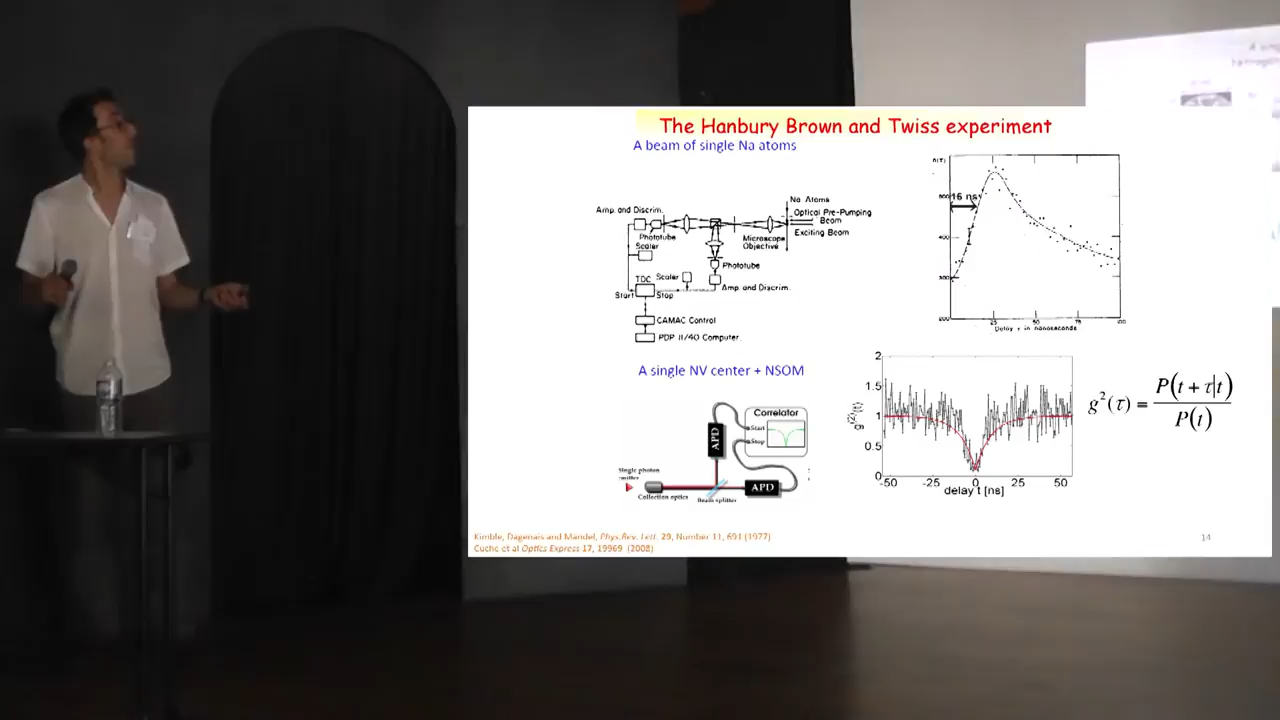 The Hanbury Brown and Twiss experiment
A beam of single Na atoms
Na Atoms
Optical Pre-Pumping
Beam
Exciting Beam
Amp. and Discrim.
Phototube
Scaler
Microscope
Objective
Phototube
TDC
Scaler
Start
Stop
Amp. and Discrim.
CAMAC Control
PDP 11/40 Computer.
16 ns
Delay τ in nanoseconds
A single NV center + NSOM
Correlator
Start
Stop
APD
Single photon
emitter
Collection optics
Beam splitter
APD
2
1.5
1
0.5
0
-50 -25 0 25 50
delay t [ns]
g²(τ) = P(t + τ|t) / P(t)
Kimble, Dagenais and Mandel, Phys.Rev. Lett. 29, Number 11, 691 (1977)
Cuche et al Optics Express 17, 19969 (2008)
14